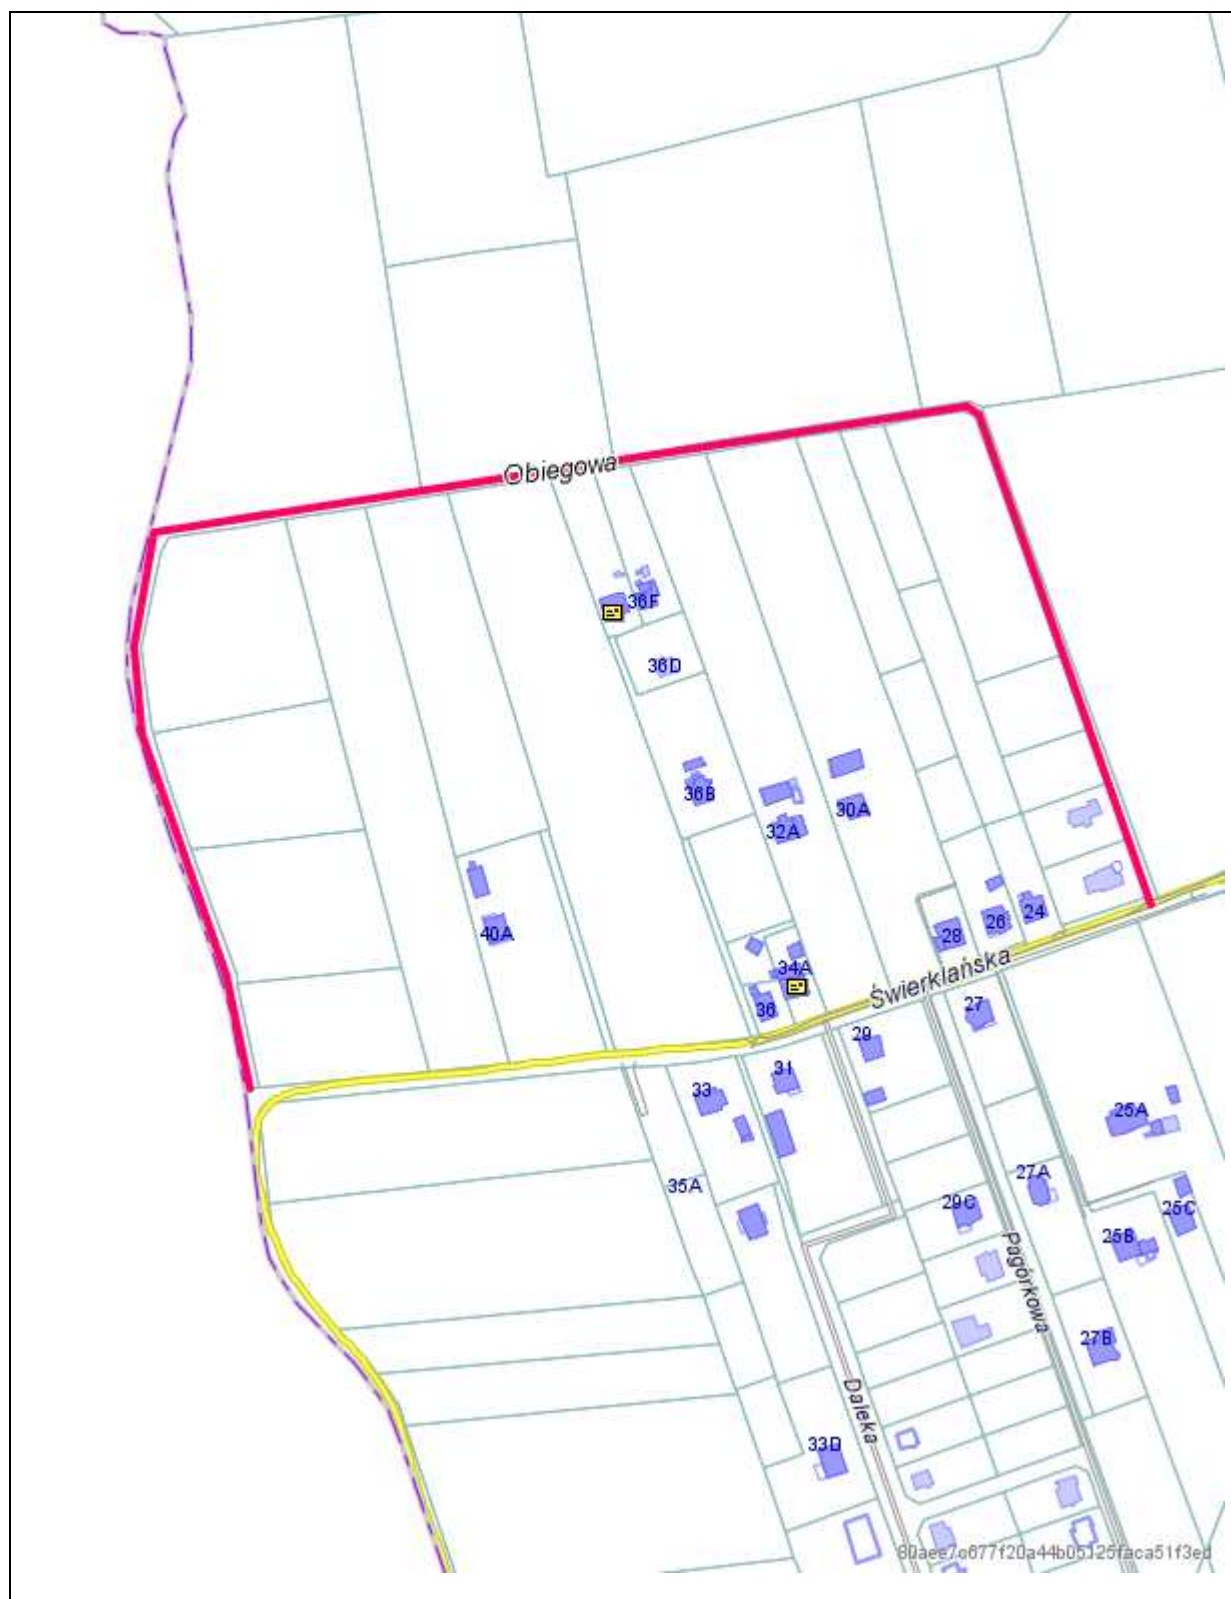 Obiegowa
36F
36D
36B
32A
30A
40A
28
26
24
34A
36
Świerklańska
27
29
31
33
25A
35A
27A
29C
25B
25C
Pagórkowa
27B
Daleka
33D
80aee7c677f20a44b05125faca51f3ed